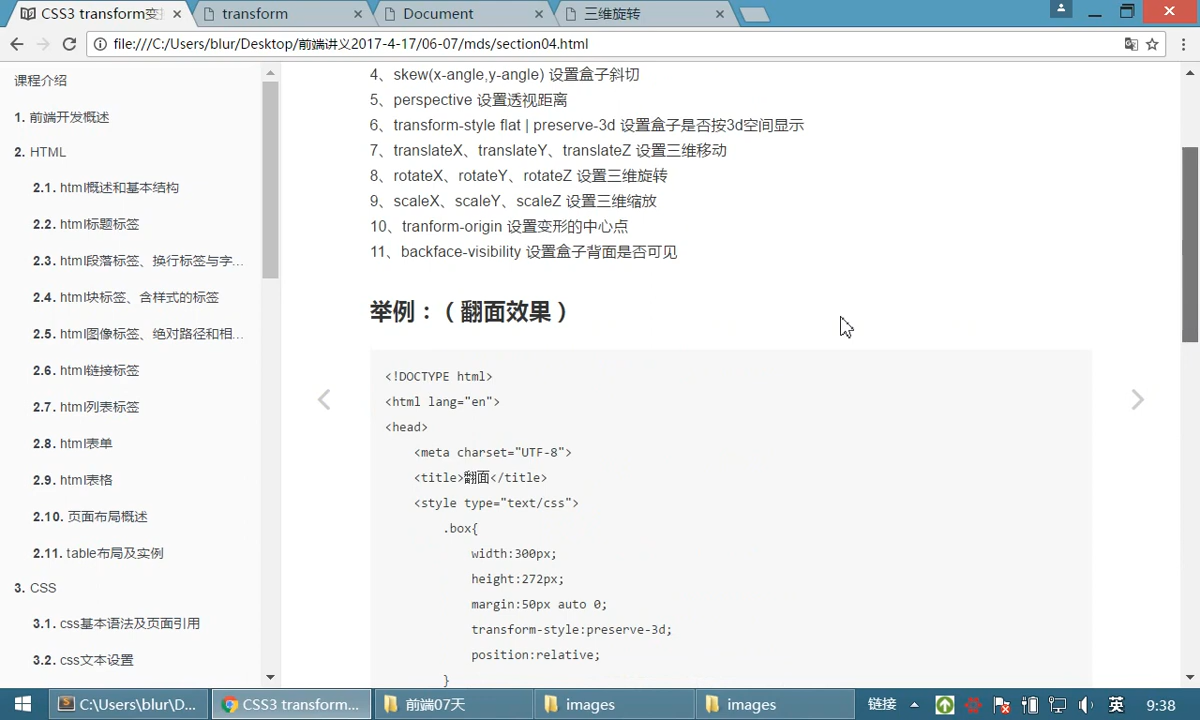 CSS3 transform变
transform
Document
三维旋转
file:///C:/Users/blur/Desktop/前端讲义2017-4-17/06-07/mds/section04.html
课程介绍
1. 前端开发概述
2. HTML
2.1. html概述和基本结构
2.2. html标题标签
2.3. html段落标签、换行标签与字...
2.4. html块标签、含样式的标签
2.5. html图像标签、绝对路径和相...
2.6. html链接标签
2.7. html列表标签
2.8. html表单
2.9. html表格
2.10. 页面布局概述
2.11. table布局及实例
3. CSS
3.1. css基本语法及页面引用
3.2. css文本设置
4、skew(x-angle,y-angle) 设置盒子斜切
5、perspective 设置透视距离
6、transform-style flat | preserve-3d 设置盒子是否按3d空间显示
7、translateX、translateY、translateZ 设置三维移动
8、rotateX、rotateY、rotateZ 设置三维旋转
9、scaleX、scaleY、scaleZ 设置三维缩放
10、tranform-origin 设置变形的中心点
11、backface-visibility 设置盒子背面是否可见
举例：（翻面效果）
<!DOCTYPE html>
<html lang="en">
<head>
<meta charset="UTF-8">
<title>翻面</title>
<style type="text/css">
.box{
width:300px;
height:272px;
margin:50px auto 0;
transform-style:preserve-3d;
position:relative;
}
C:\Users\blur\D...
CSS3 transform...
前端07天
images
images
链接
英
9:38